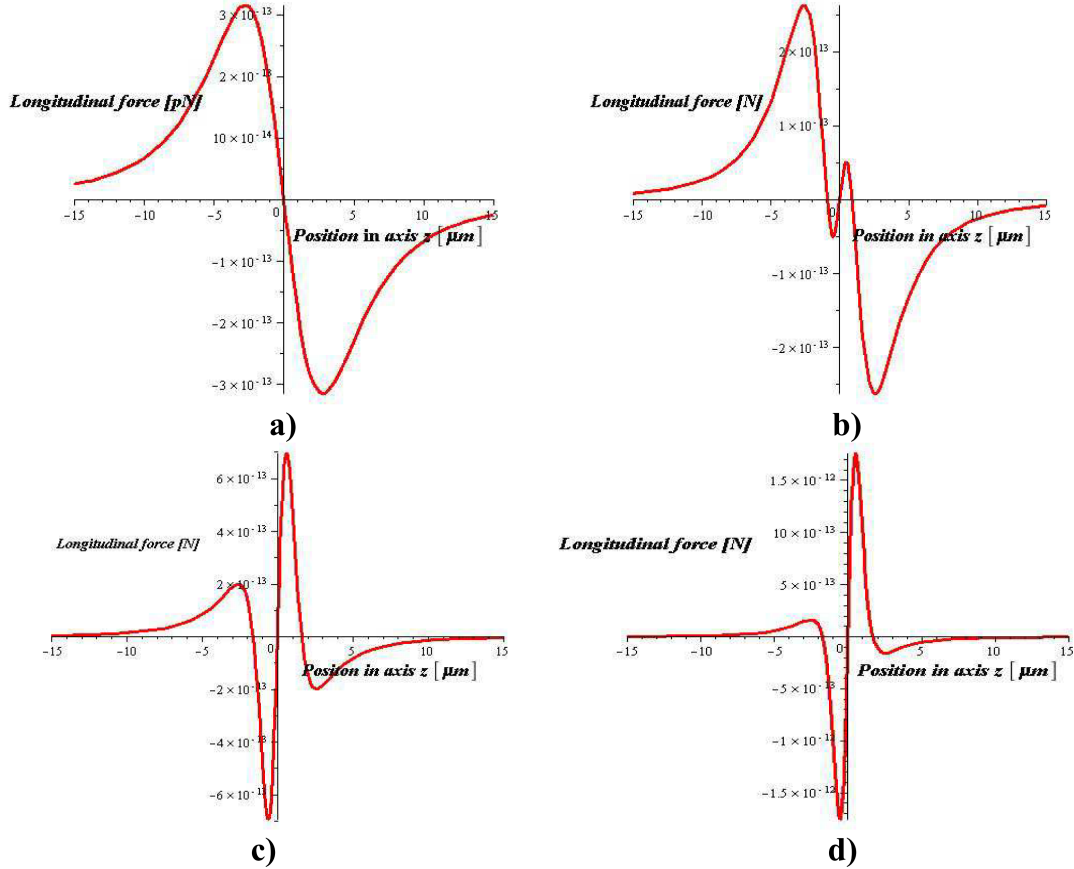 3×10⁻¹³
2×10⁻¹³
Longitudinal force [pN]
10×10⁻¹⁴
−15 −10 −5 0 5 10 15
Position in axis z [ μm ]
−1×10⁻¹³
−2×10⁻¹³
−3×10⁻¹³
a)
2×10⁻¹³
Longitudinal force [N]
1×10⁻¹³
−15 −10 −5 0 5 10 15
Position in axis z [ μm ]
−1×10⁻¹³
−2×10⁻¹³
b)
6×10⁻¹³
4×10⁻¹³
Longitudinal force [N]
2×10⁻¹³
−15 −10 −5 0 5 10 15
Position in axis z [ μm ]
−2×10⁻¹³
−4×10⁻¹³
−6×10⁻¹³
c)
1.5×10⁻¹²
10×10⁻¹³
Longitudinal force [N]
5×10⁻¹³
−15 −10 −5 0 5 10 15
Position in axis z [ μm ]
−5×10⁻¹³
−1×10⁻¹²
−1.5×10⁻¹²
d)